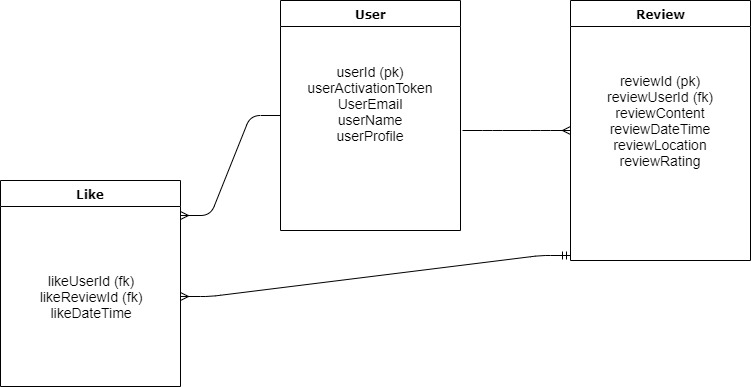 User
userId (pk)
userActivationToken
UserEmail
userName
userProfile
Review
reviewId (pk)
reviewUserId (fk)
reviewContent
reviewDateTime
reviewLocation
reviewRating
Like
likeUserId (fk)
likeReviewId (fk)
likeDateTime